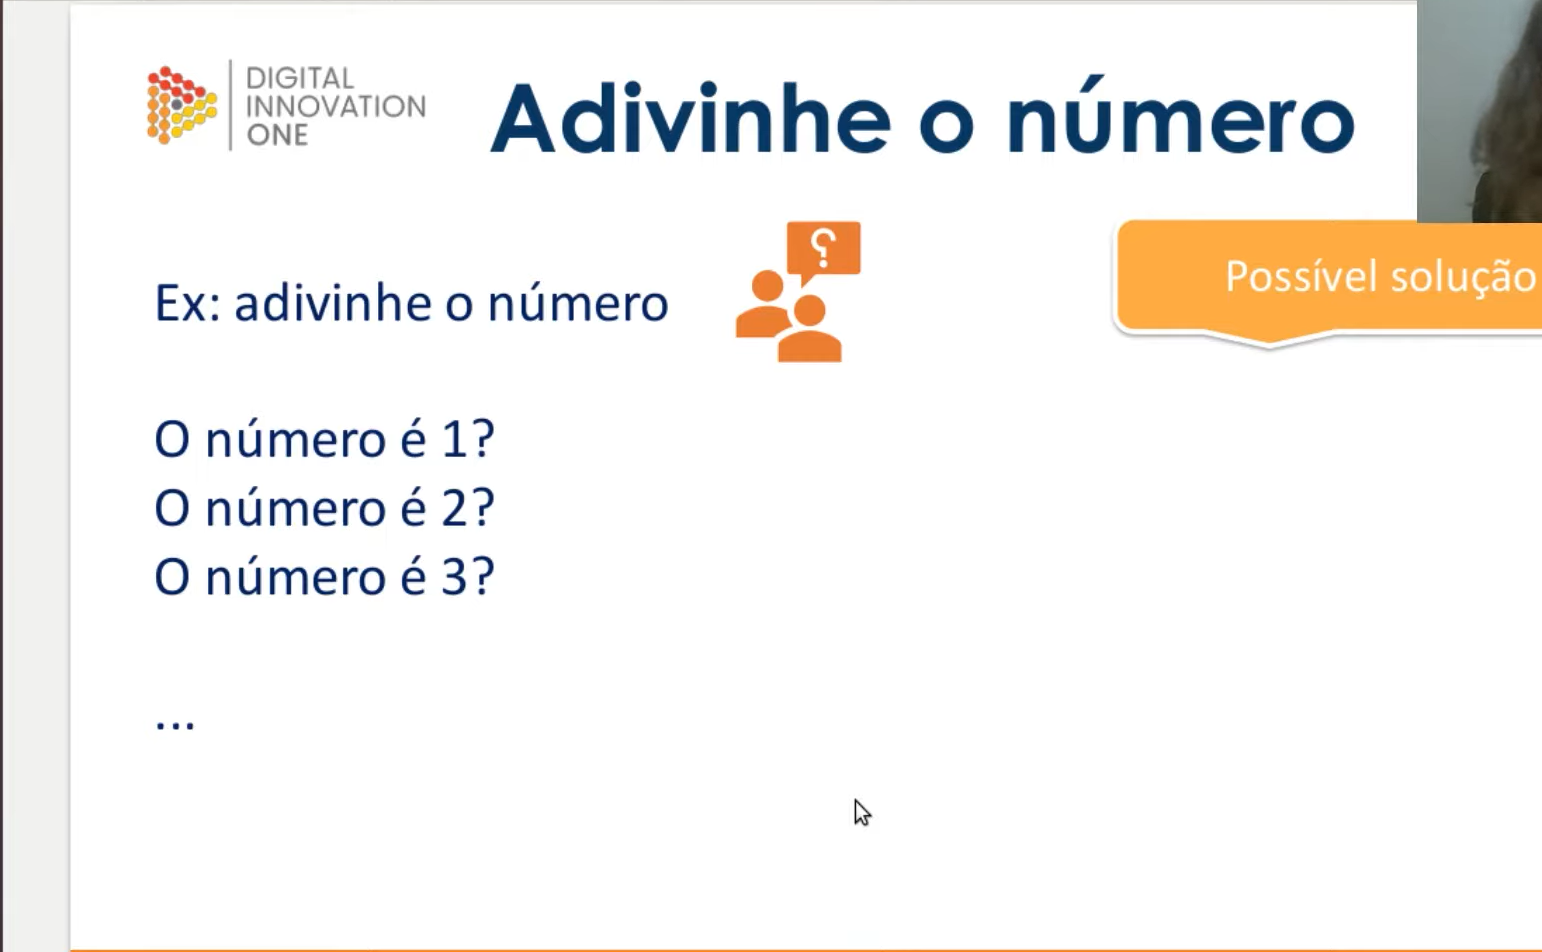 DIGITAL
INNOVATION
ONE
Adivinhe o número
Ex: adivinhe o número
?
Possível solução
O número é 1?
O número é 2?
O número é 3?
...